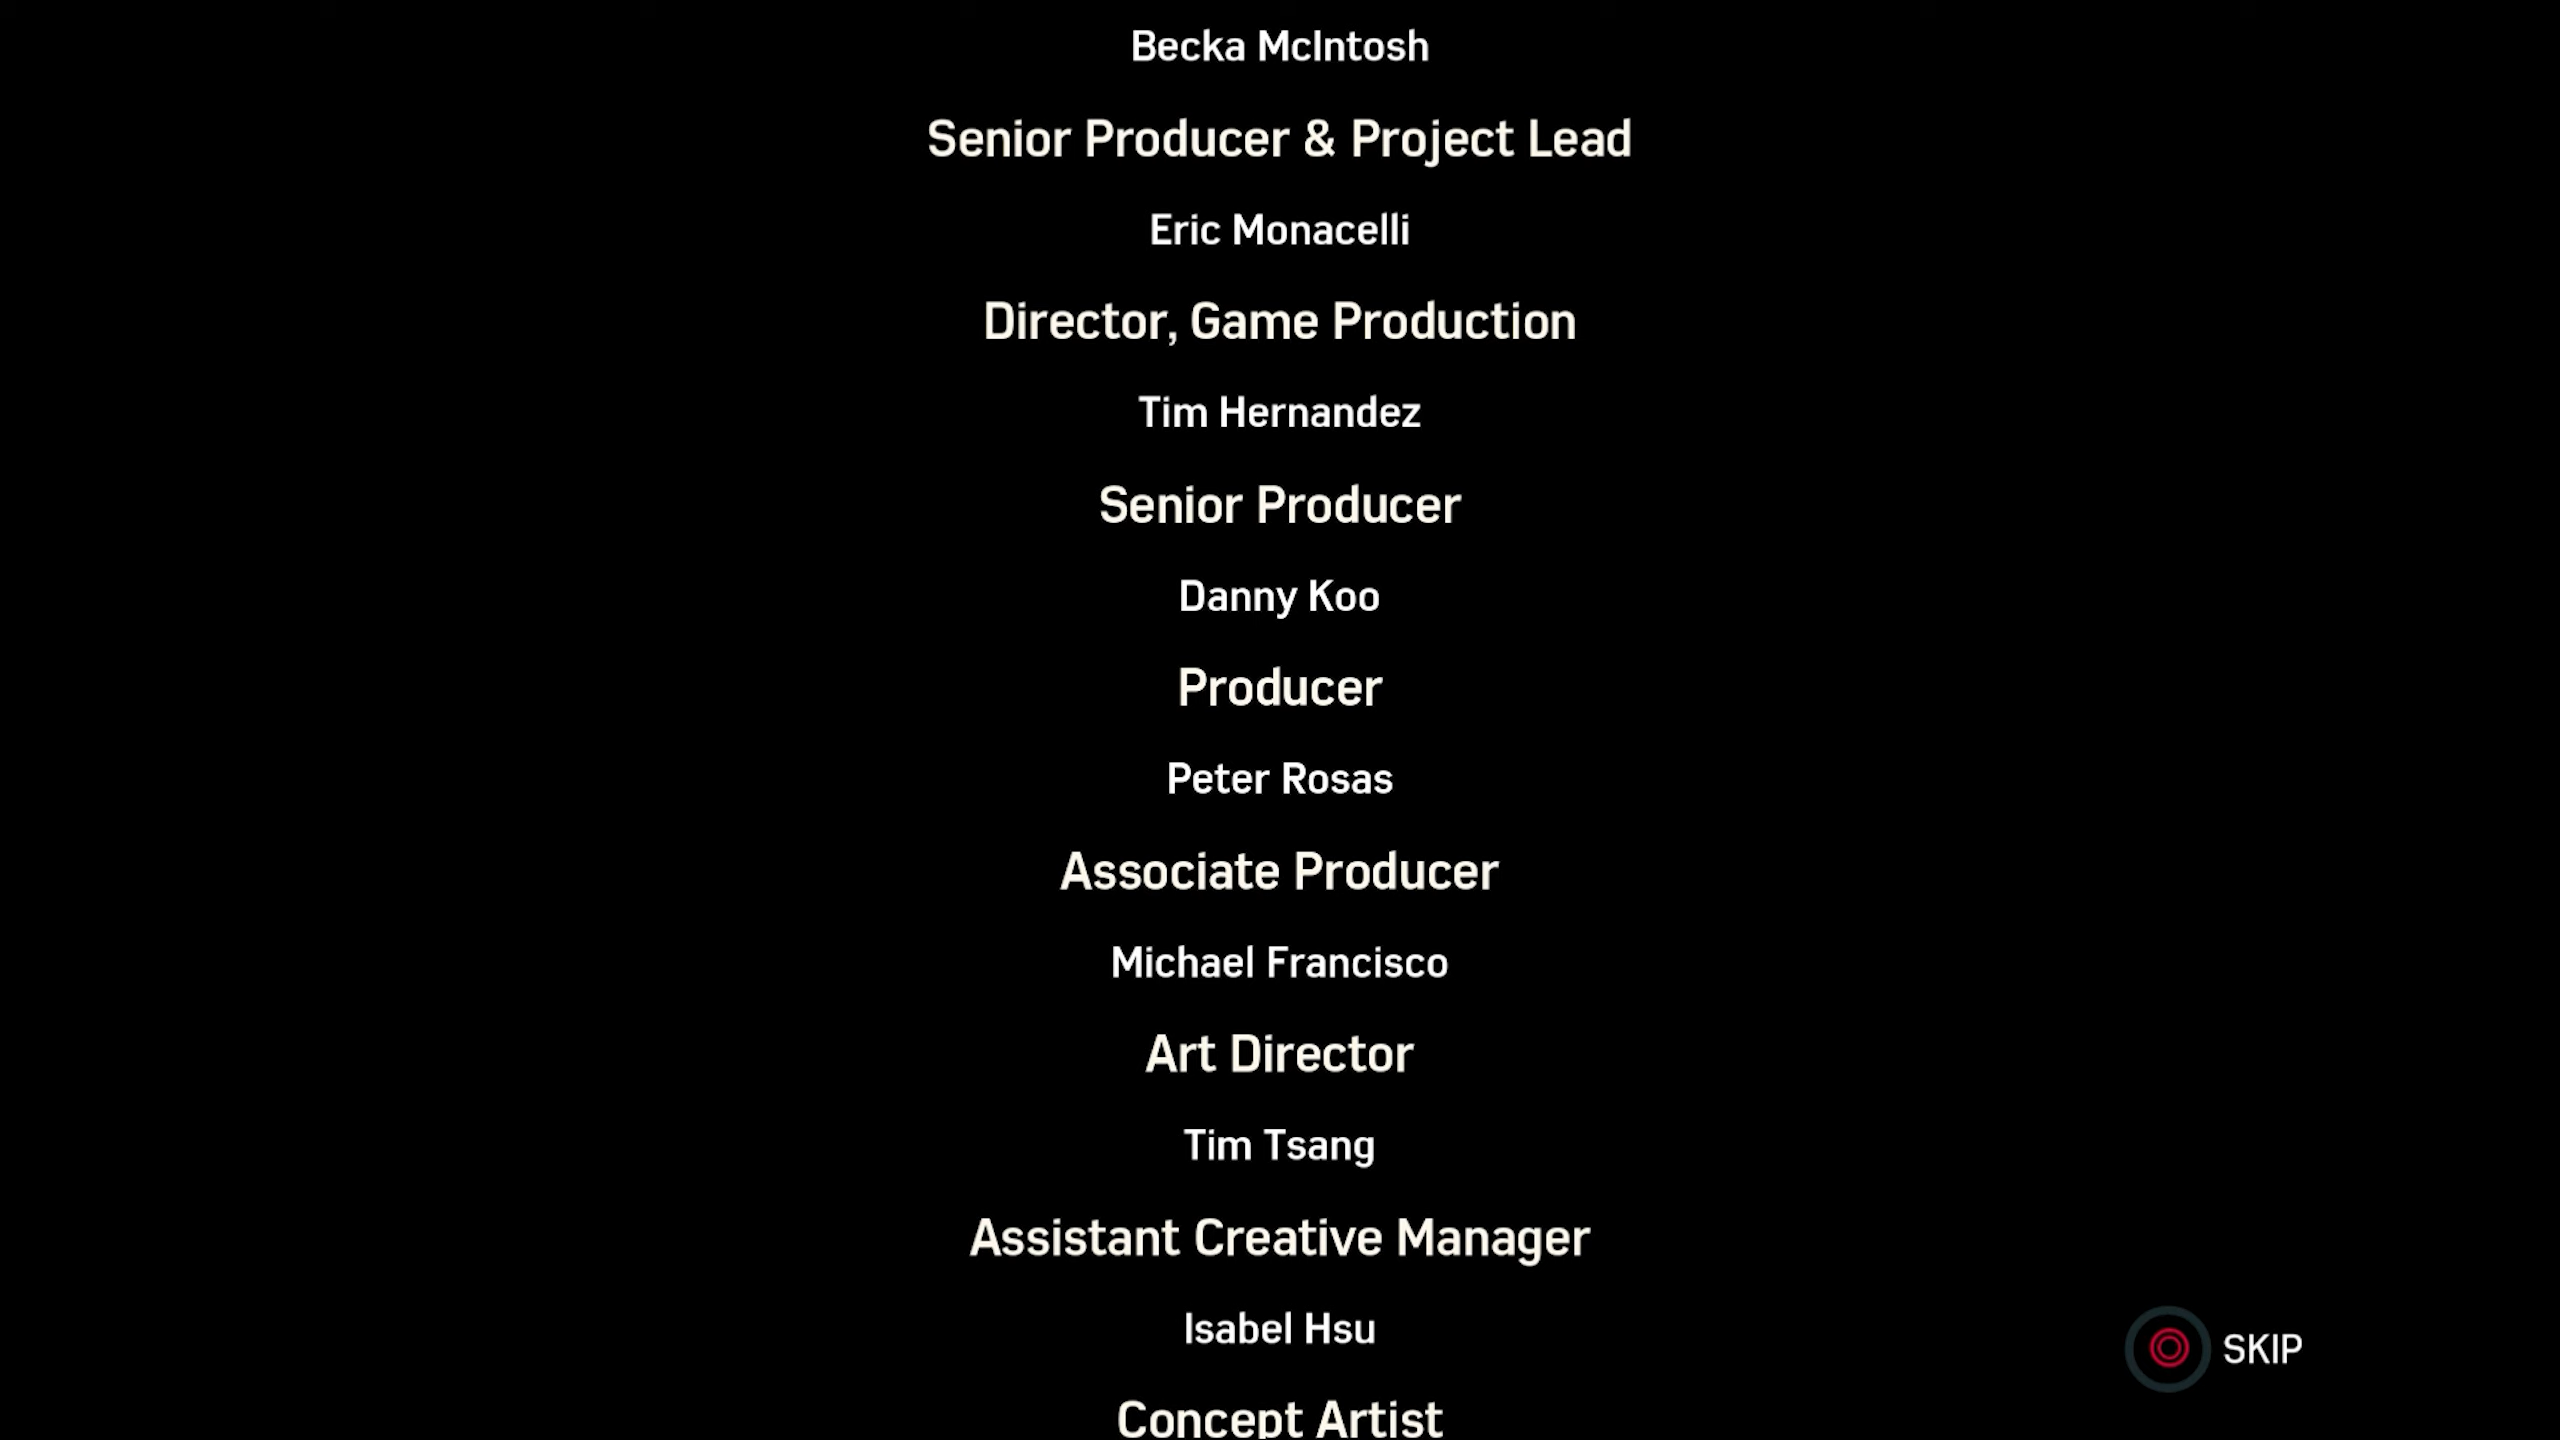 Becka McIntosh
Senior Producer & Project Lead
Eric Monacelli
Director, Game Production
Tim Hernandez
Senior Producer
Danny Koo
Producer
Peter Rosas
Associate Producer
Michael Francisco
Art Director
Tim Tsang
Assistant Creative Manager
Isabel Hsu
SKIP
Concept Artist